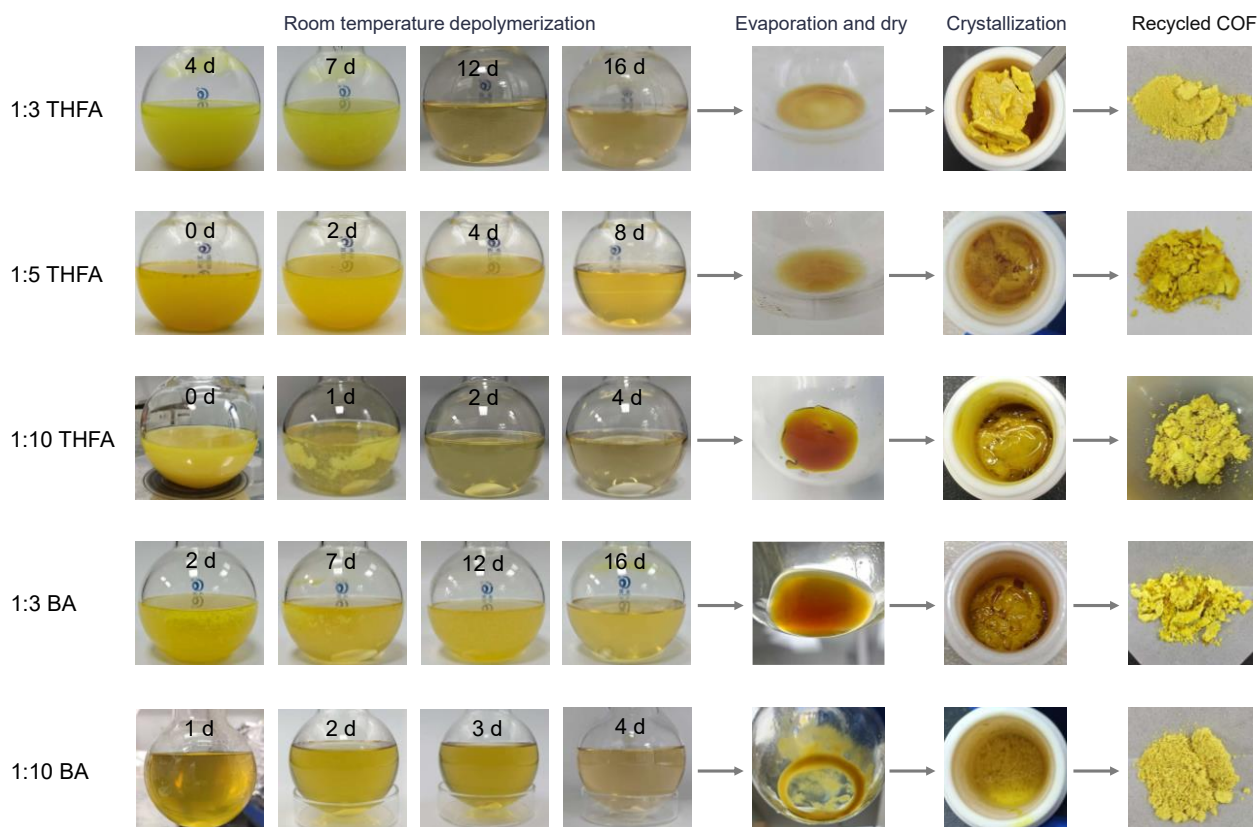 Room temperature depolymerization Evaporation and dry Crystallization Recycled COF
1:3 THFA 4 d 7 d 12 d 16 d
1:5 THFA 0 d 2 d 4 d 8 d
1:10 THFA 0 d 1 d 2 d 4 d
1:3 BA 2 d 7 d 12 d 16 d
1:10 BA 1 d 2 d 3 d 4 d